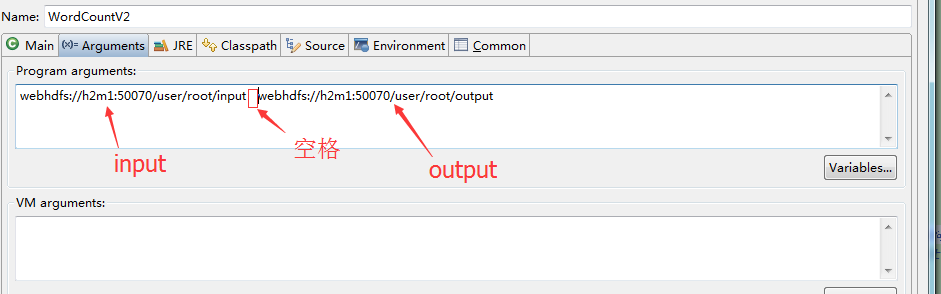 Name: WordCountV2
Main (x)= Arguments JRE Classpath Source Environment Common
Program arguments:
webhdfs://h2m1:50070/user/root/input webhdfs://h2m1:50070/user/root/output
input 空格 output
Variables...
VM arguments: